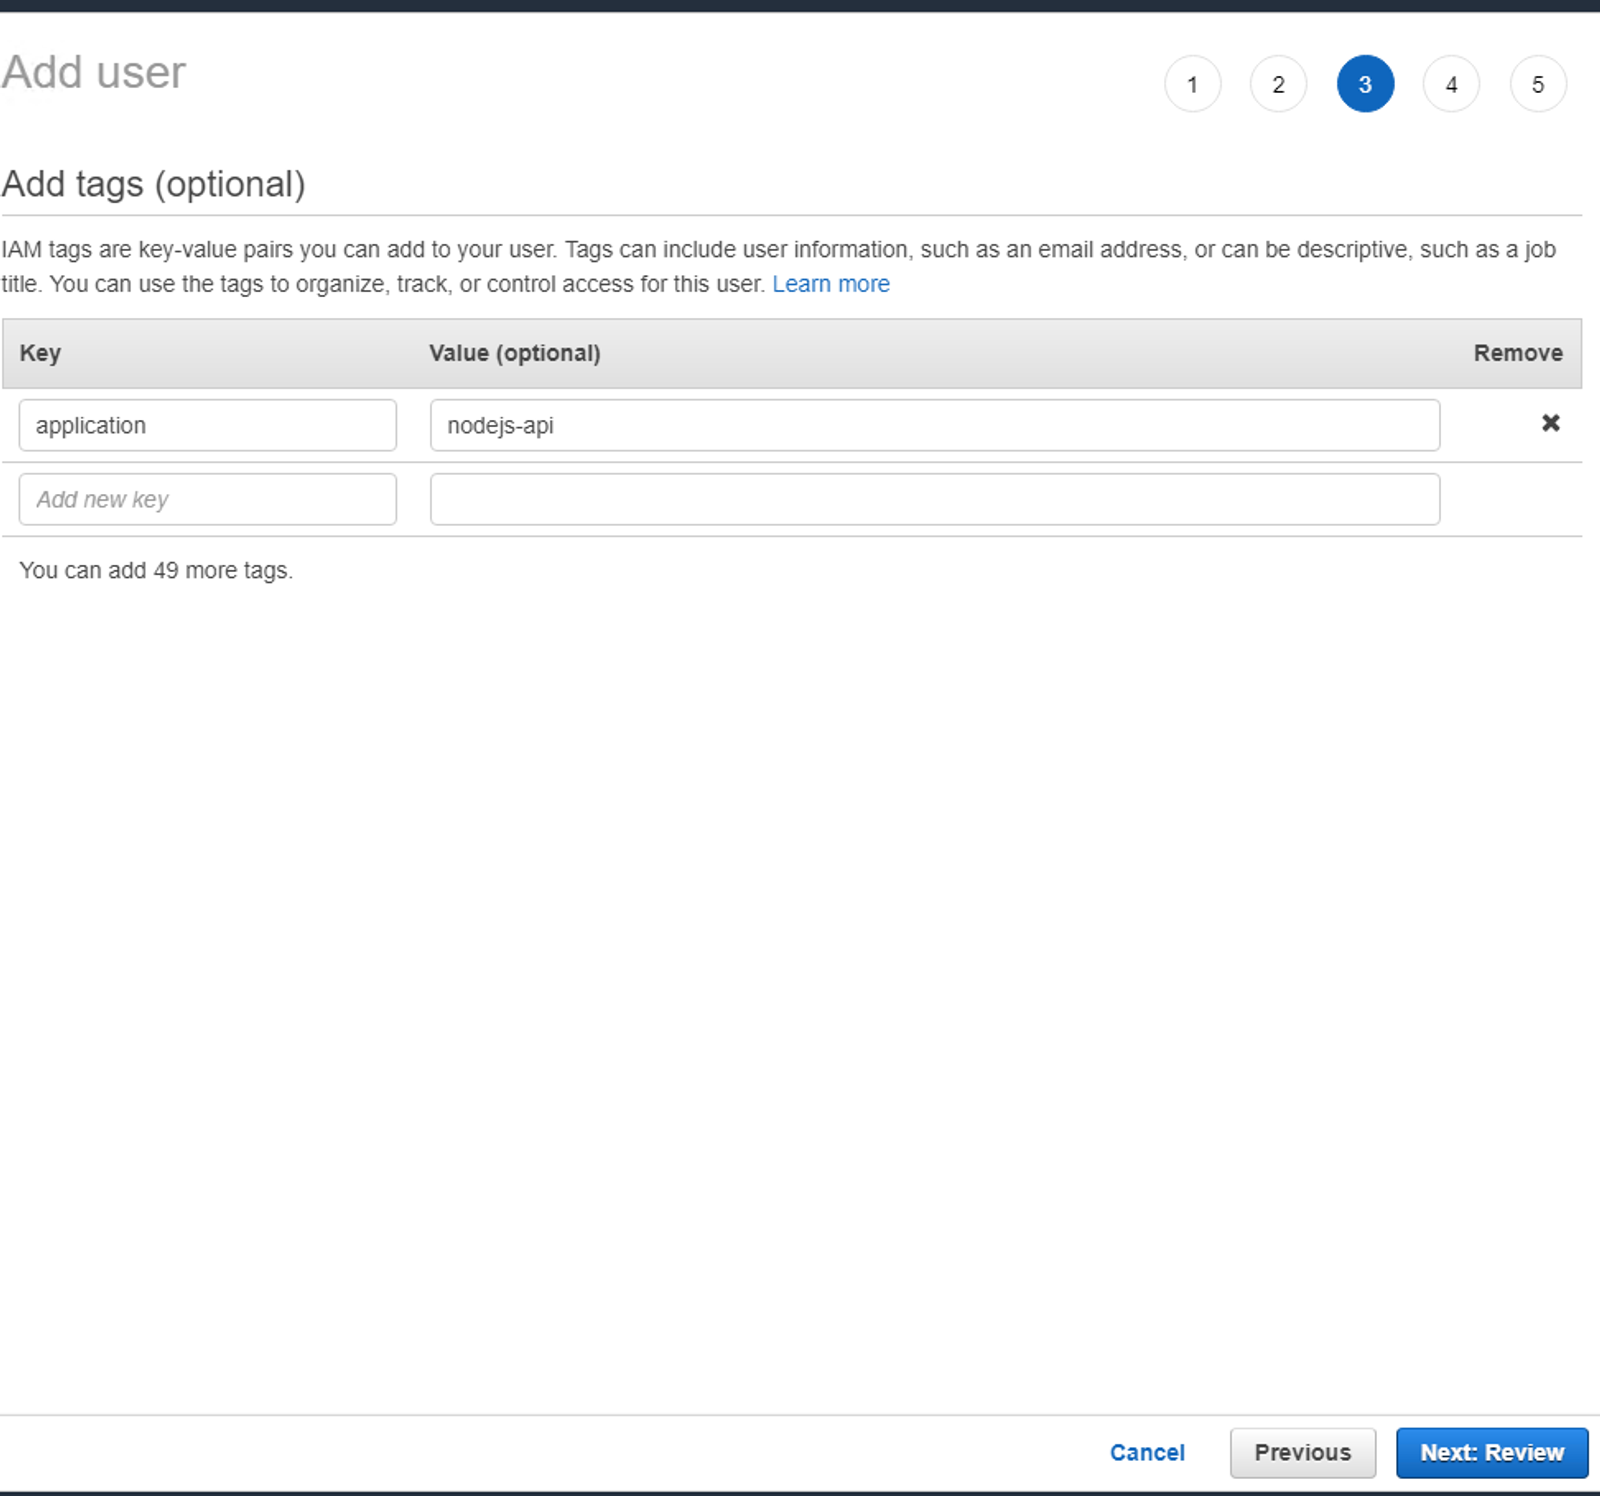 Add user
1 2 3 4 5
Add tags (optional)
IAM tags are key-value pairs you can add to your user. Tags can include user information, such as an email address, or can be descriptive, such as a job
title. You can use the tags to organize, track, or control access for this user. Learn more
Key Value (optional) Remove
application nodejs-api
Add new key
You can add 49 more tags.
Cancel Previous Next: Review